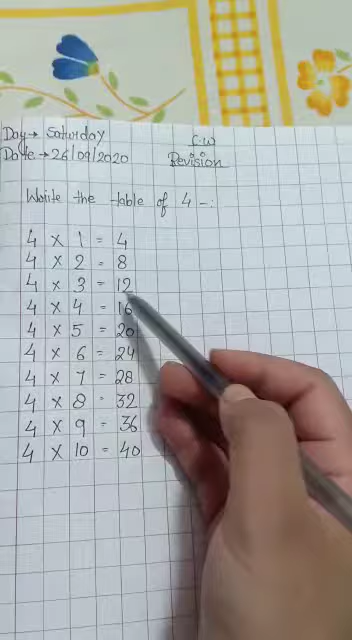 Day→ Saturday
C.W
Date →26/09/2020
Revision
Write the table of 4 -:
4 × 1 = 4
4 × 2 = 8
4 × 3 = 12
4 × 4 = 16
4 × 5 = 20
4 × 6 = 24
4 × 7 = 28
4 × 8 = 32
4 × 9 = 36
4 × 10 = 40